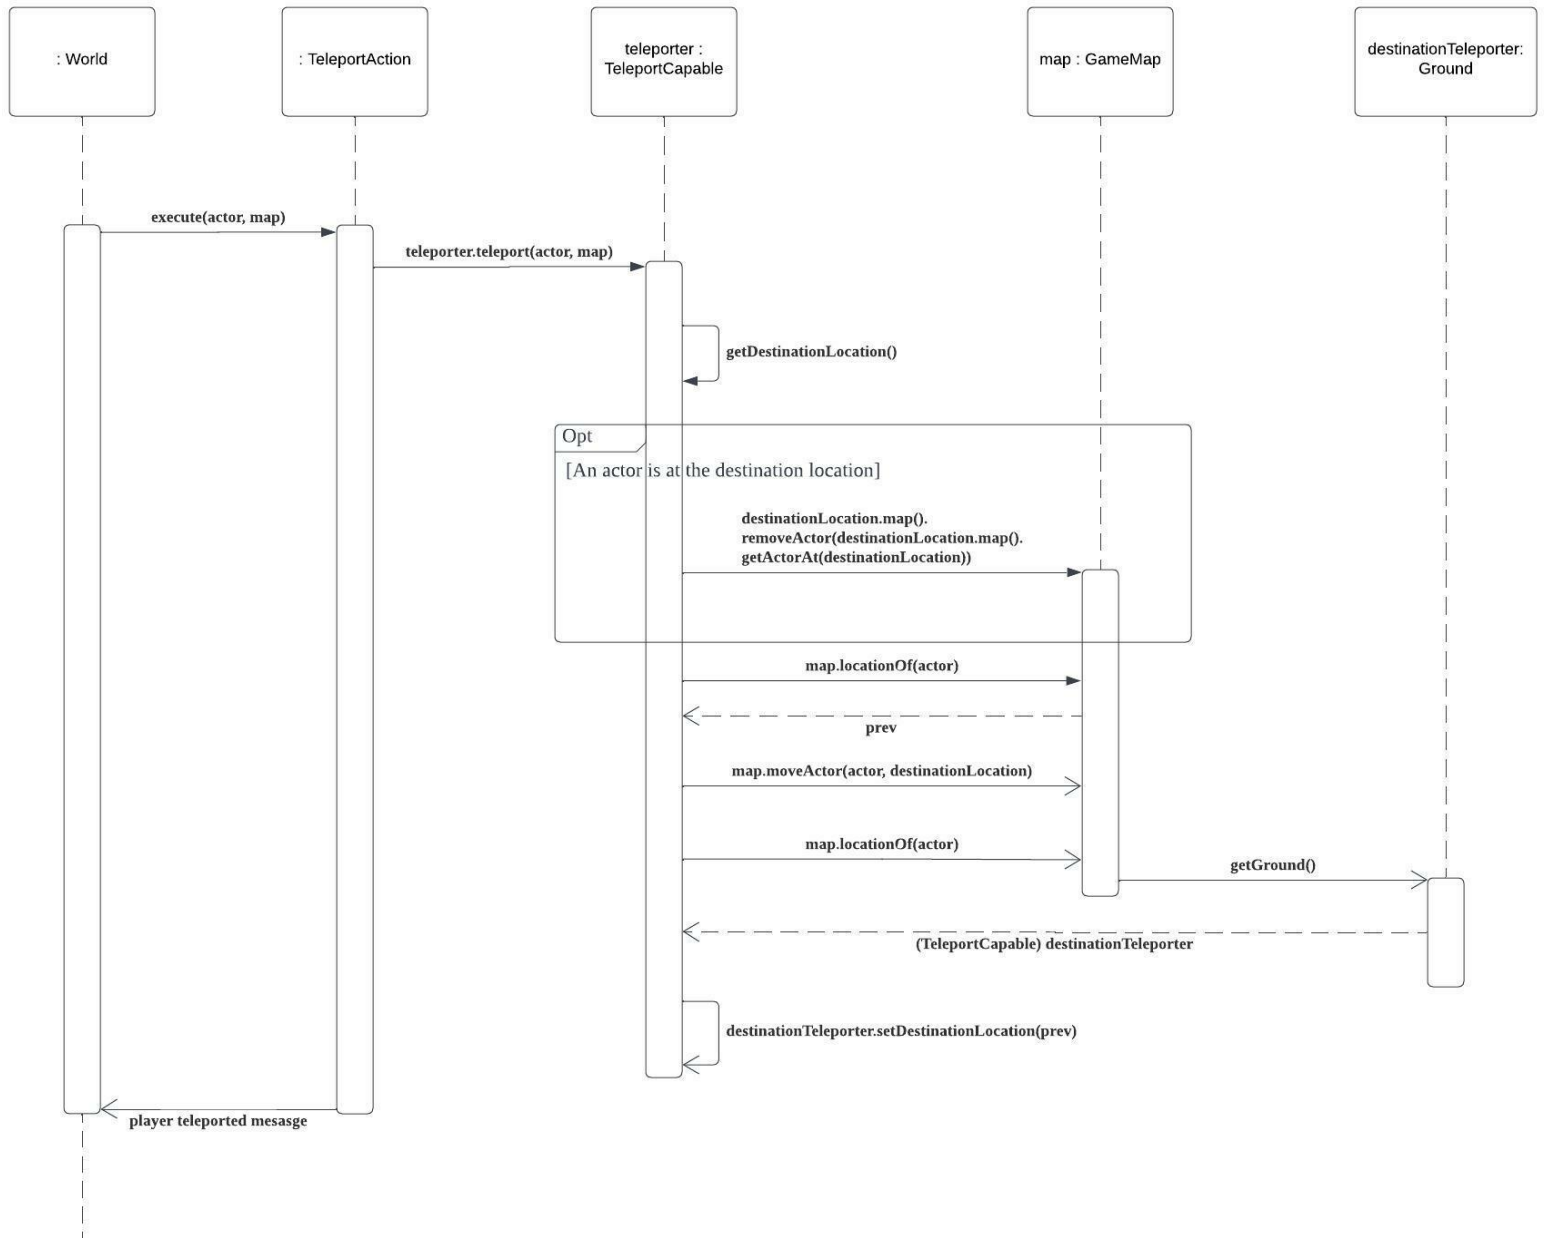 : World
: TeleportAction
teleporter :
TeleportCapable
map : GameMap
destinationTeleporter:
Ground
execute(actor, map)
teleporter.teleport(actor, map)
getDestinationLocation()
Opt
[An actor is at the destination location]
destinationLocation.map().
removeActor(destinationLocation.map().
getActorAt(destinationLocation))
map.locationOf(actor)
prev
map.moveActor(actor, destinationLocation)
map.locationOf(actor)
getGround()
(TeleportCapable) destinationTeleporter
destinationTeleporter.setDestinationLocation(prev)
player teleported mesasge